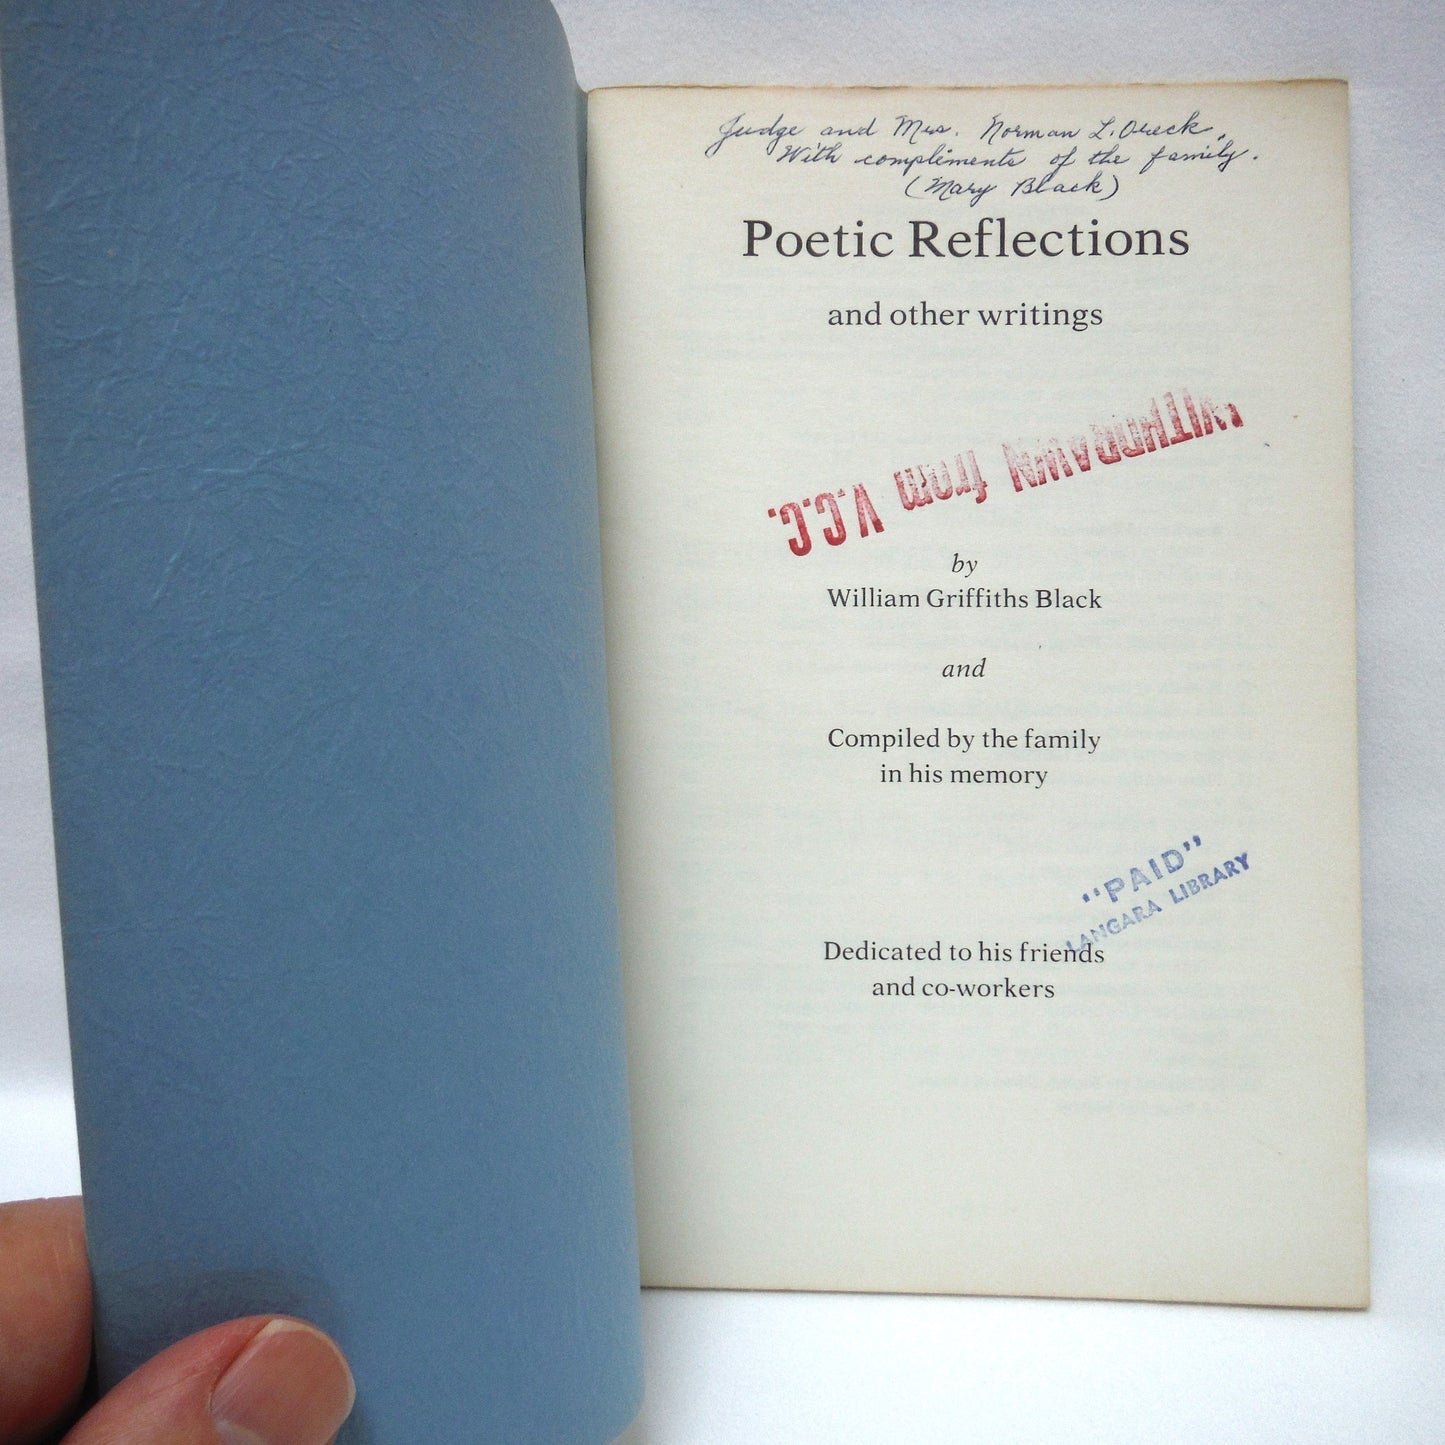 Judge and Mrs. Norman L. Oreck,
With compliments of the family.
(Mary Black)
Poetic Reflections
and other writings
WITHDRAWN from V.C.C.
by
William Griffiths Black
and
Compiled by the family
in his memory
"PAID"
LANGARA LIBRARY
Dedicated to his friends
and co-workers